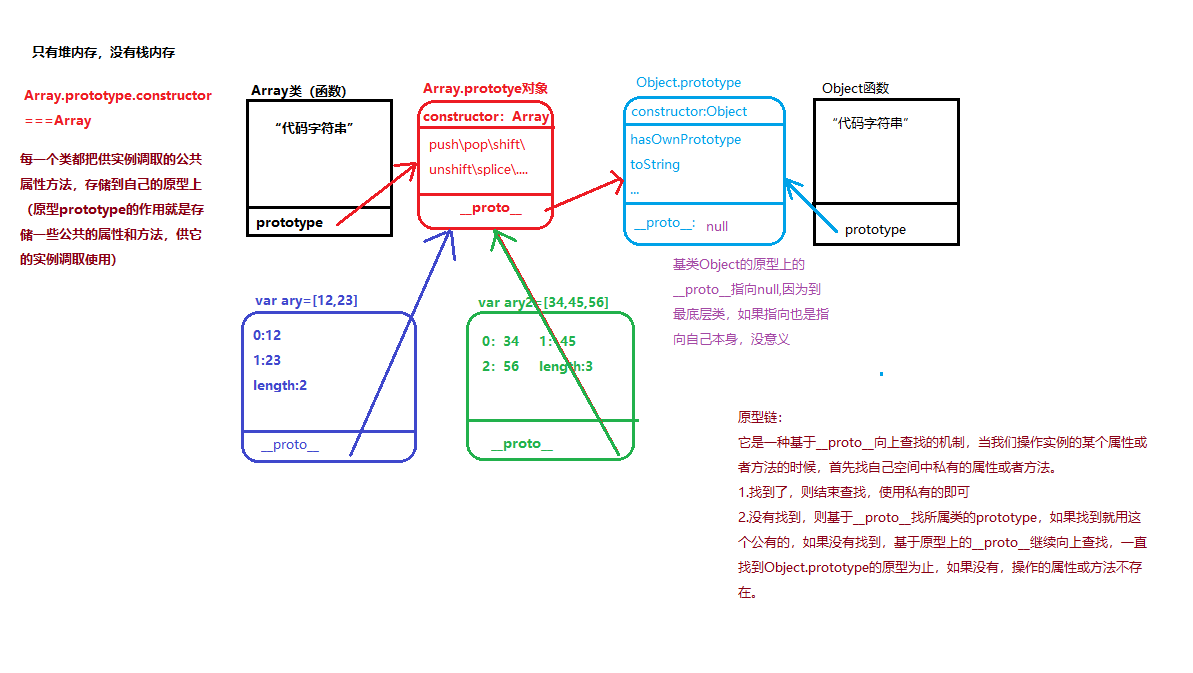 只有堆内存，没有栈内存
Array.prototype.constructor
===Array
每一个类都把供实例调取的公共
属性方法，存储到自己的原型上
（原型prototype的作用就是存
储一些公共的属性和方法，供它
的实例调取使用）
Array类（函数）
“代码字符串”
prototype
Array.prototye对象
constructor：Array
push\pop\shift\
unshift\splice\....
__proto__
Object.prototype
constructor:Object
hasOwnPrototype
toString
...
__proto__：
null
Object函数
“代码字符串”
prototype
基类Object的原型上的
__proto__指向null,因为到
最底层类，如果指向也是指
向自己本身，没意义
var ary=[12,23]
0:12
1:23
length:2
__proto__
var ary2=[34,45,56]
0：34 1：45
2：56 length:3
__proto__
原型链：
它是一种基于__proto__向上查找的机制，当我们操作实例的某个属性或
者方法的时候，首先找自己空间中私有的属性或者方法。
1.找到了，则结束查找，使用私有的即可
2.没有找到，则基于__proto__找所属类的prototype，如果找到就用这
个公有的，如果没有找到，基于原型上的__proto__继续向上查找，一直
找到Object.prototype的原型为止，如果没有，操作的属性或方法不存
在。